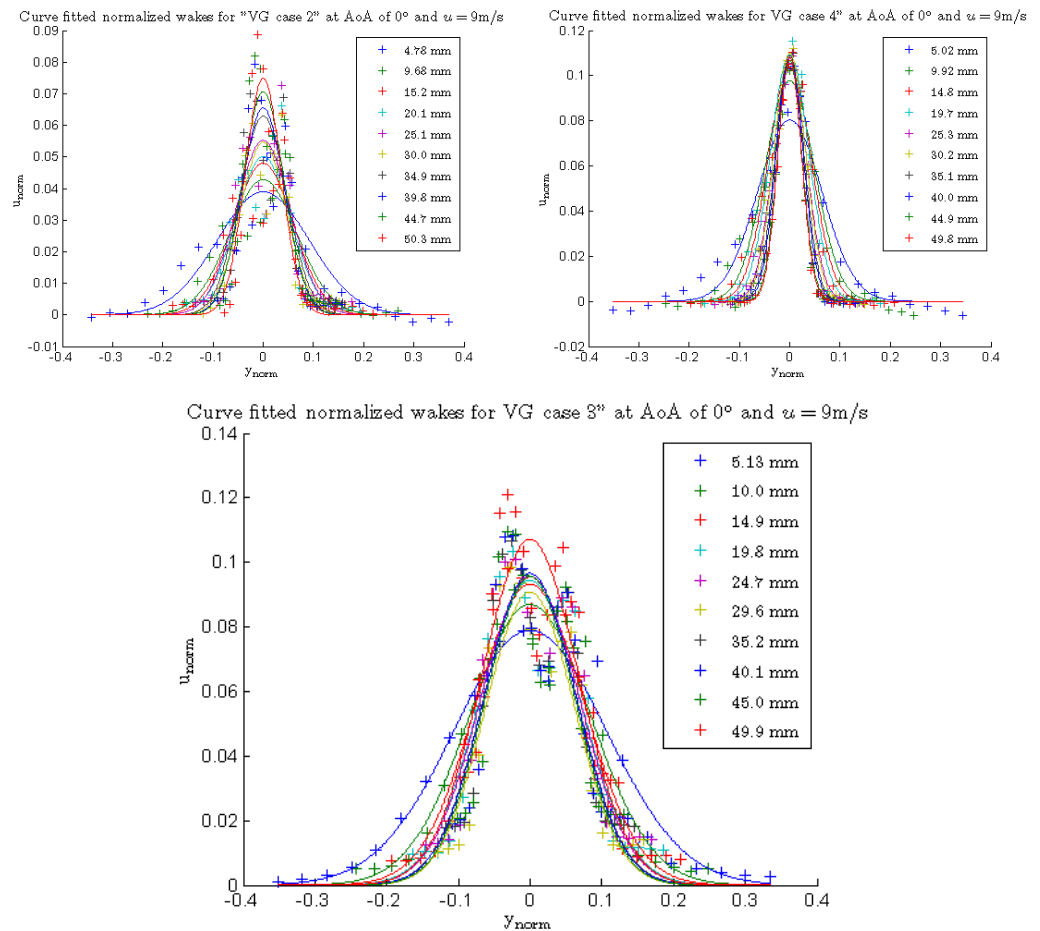 Curve fitted normalized wakes for "VG case 2" at AoA of 0° and u = 9m/s
0.09
0.08
0.07
0.06
0.05
0.04
0.03
0.02
0.01
0
-0.01
u_norm
-0.4
-0.3
-0.2
-0.1
0
0.1
0.2
0.3
0.4
y_norm
4.78 mm
9.68 mm
15.2 mm
20.1 mm
25.1 mm
30.0 mm
34.9 mm
39.8 mm
44.7 mm
50.3 mm
Curve fitted normalized wakes for VG case 4" at AoA of 0° and u = 9m/s
0.12
0.1
0.08
0.06
0.04
0.02
0
-0.02
u_norm
-0.4
-0.3
-0.2
-0.1
0
0.1
0.2
0.3
0.4
y_norm
5.02 mm
9.92 mm
14.8 mm
19.7 mm
25.3 mm
30.2 mm
35.1 mm
40.0 mm
44.9 mm
49.8 mm
Curve fitted normalized wakes for VG case 3" at AoA of 0° and u = 9m/s
0.14
0.12
0.1
0.08
0.06
0.04
0.02
0
u_norm
-0.4
-0.3
-0.2
-0.1
0
0.1
0.2
0.3
0.4
y_norm
5.13 mm
10.0 mm
14.9 mm
19.8 mm
24.7 mm
29.6 mm
35.2 mm
40.1 mm
45.0 mm
49.9 mm